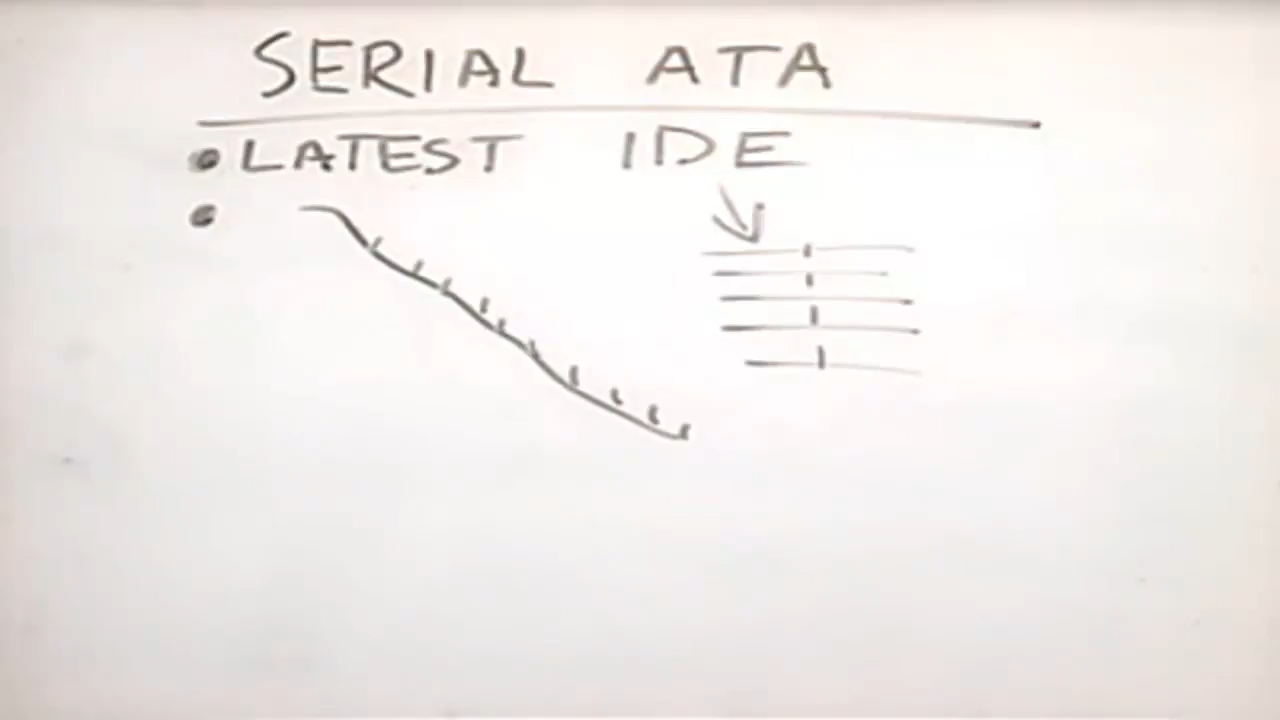 SERIAL ATA
• LATEST IDE
•